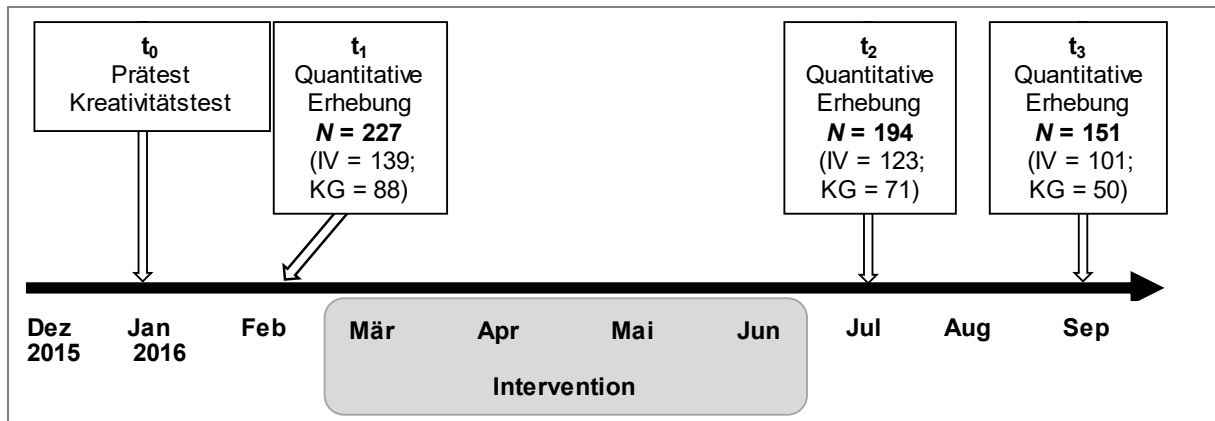 t0
Prätest
Kreativitätstest
t1
Quantitative
Erhebung
N = 227
(IV = 139;
KG = 88)
t2
Quantitative
Erhebung
N = 194
(IV = 123;
KG = 71)
t3
Quantitative
Erhebung
N = 151
(IV = 101;
KG = 50)
Dez Jan Feb Mär Apr Mai Jun Jul Aug Sep
2015 2016
Intervention